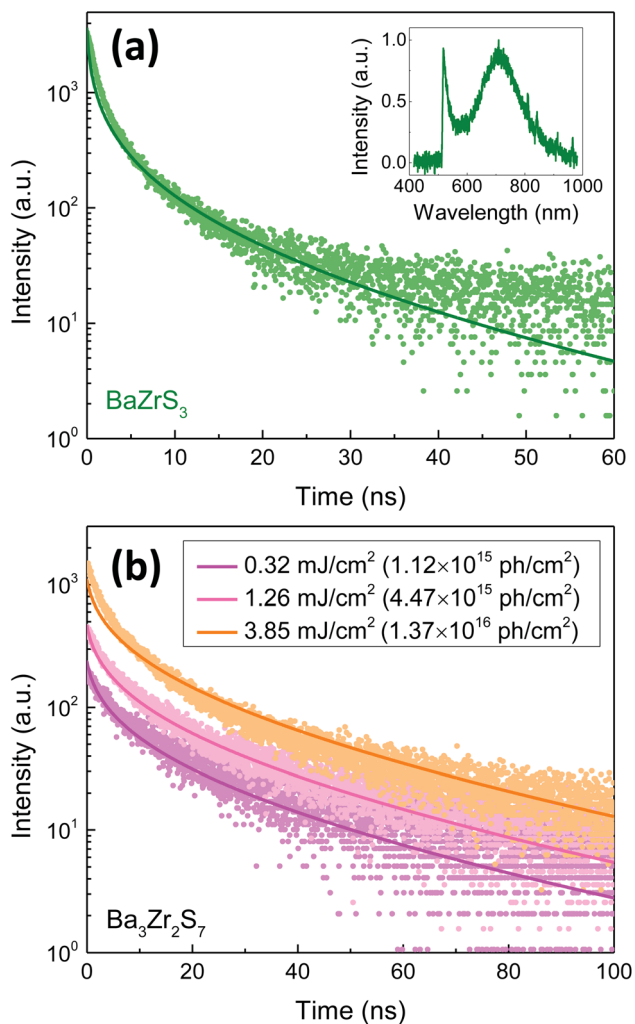 (a)
Intensity (a.u.)
10³
10²
10¹
10⁰
0 10 20 30 40 50 60
Time (ns)
BaZrS₃
Intensity (a.u.)
1.0
0.5
0.0
400 600 800 1000
Wavelength (nm)
(b)
0.32 mJ/cm² (1.12×10¹⁵ ph/cm²)
1.26 mJ/cm² (4.47×10¹⁵ ph/cm²)
3.85 mJ/cm² (1.37×10¹⁶ ph/cm²)
Intensity (a.u.)
10³
10²
10¹
10⁰
Ba₃Zr₂S₇
0 20 40 60 80 100
Time (ns)